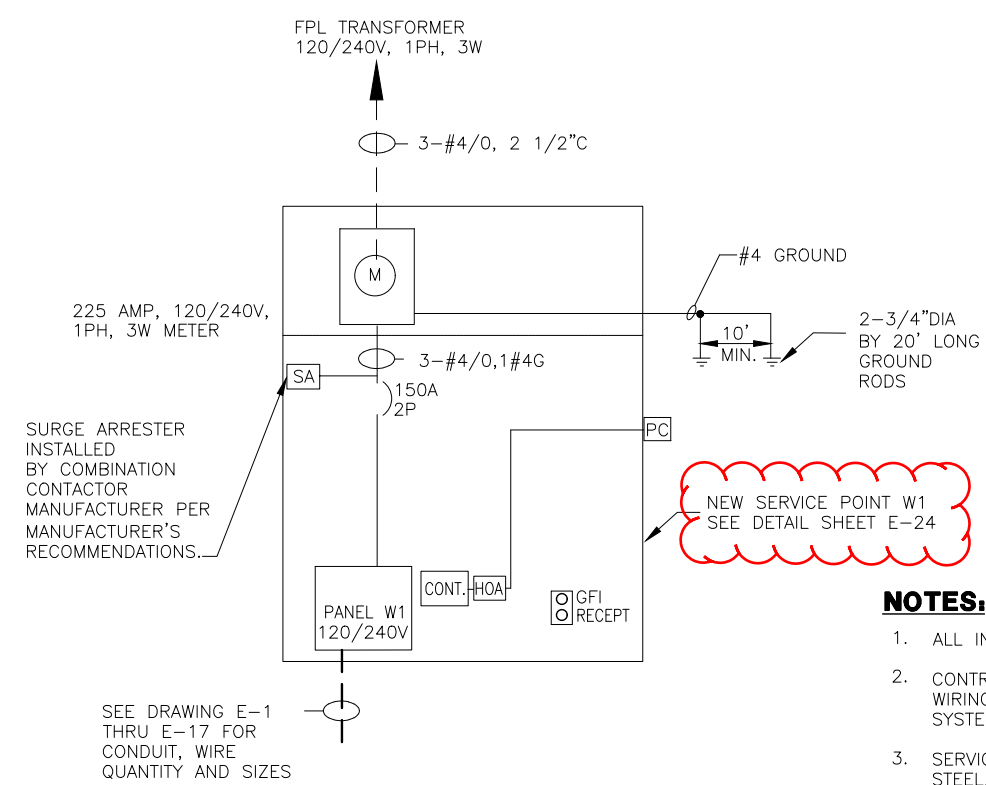 FPL TRANSFORMER
120/240V, 1PH, 3W
3-#4/0, 2 1/2"C
M
#4 GROUND
225 AMP, 120/240V,
1PH, 3W METER
10'
MIN.
2-3/4"DIA
BY 20' LONG
GROUND
RODS
3-#4/0,1#4G
SA
150A
2P
SURGE ARRESTER
INSTALLED
BY COMBINATION
CONTACTOR
MANUFACTURER PER
MANUFACTURER'S
RECOMMENDATIONS.
PC
NEW SERVICE POINT W1
SEE DETAIL SHEET E-24
CONT.
HOA
GFI
RECEPT
PANEL W1
120/240V
SEE DRAWING E-1
THRU E-17 FOR
CONDUIT, WIRE
QUANTITY AND SIZES
NOTES:
1. ALL IN
2. CONTR
WIRING
SYSTE
3. SERVIC
STEEL